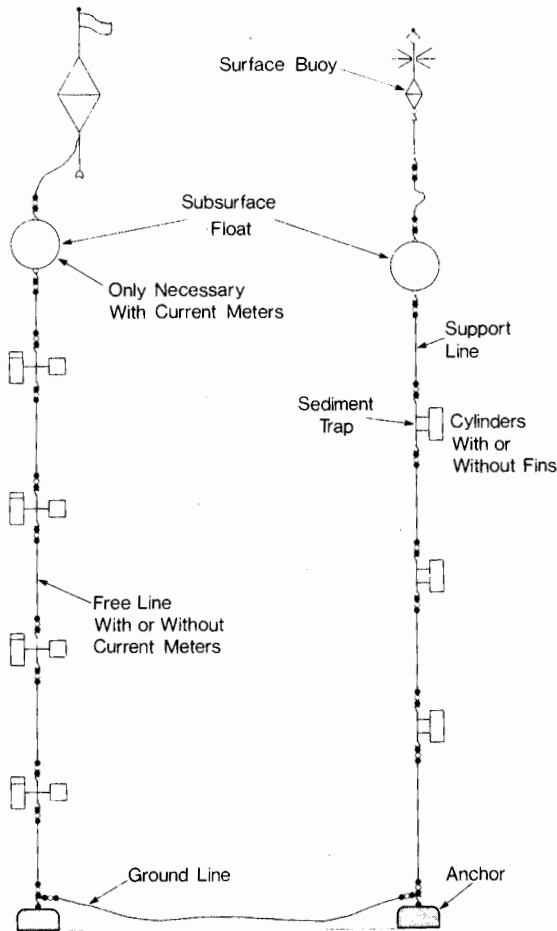 Surface Buoy
Subsurface
Float
Only Necessary
With Current Meters
Support
Line
Sediment
Trap
Cylinders
With or
Without Fins
Free Line
With or Without
Current Meters
Ground Line
Anchor